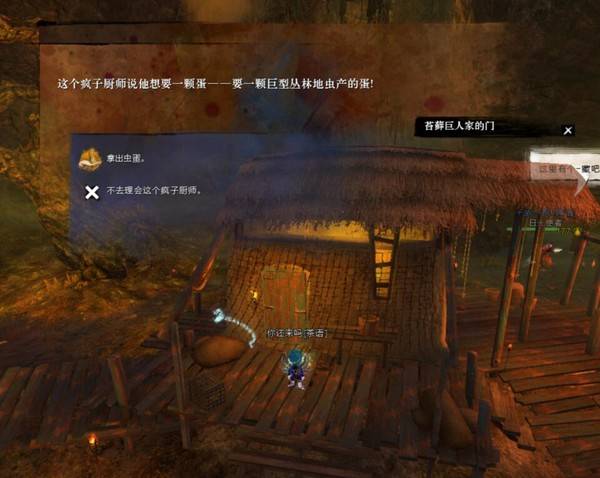 这个疯子厨师说他想要一颗蛋——要一颗巨型丛林地虫产的蛋!
苔藓巨人家的门
拿出虫蛋。
不去理会这个疯子厨师。
你还来吗[茶语]